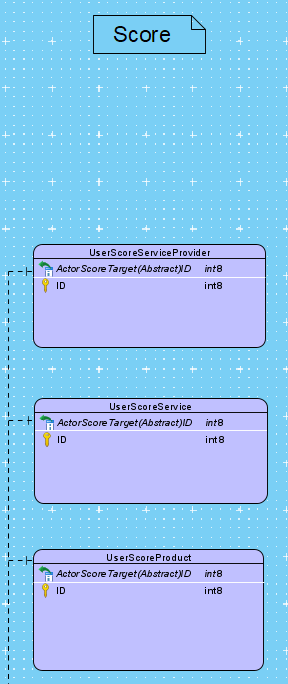 Score
UserScoreServiceProvider
ActorScoreTarget(Abstract)ID int8
ID int8
UserScoreService
ActorScoreTarget(Abstract)ID int8
ID int8
UserScoreProduct
ActorScoreTarget(Abstract)ID int8
ID int8